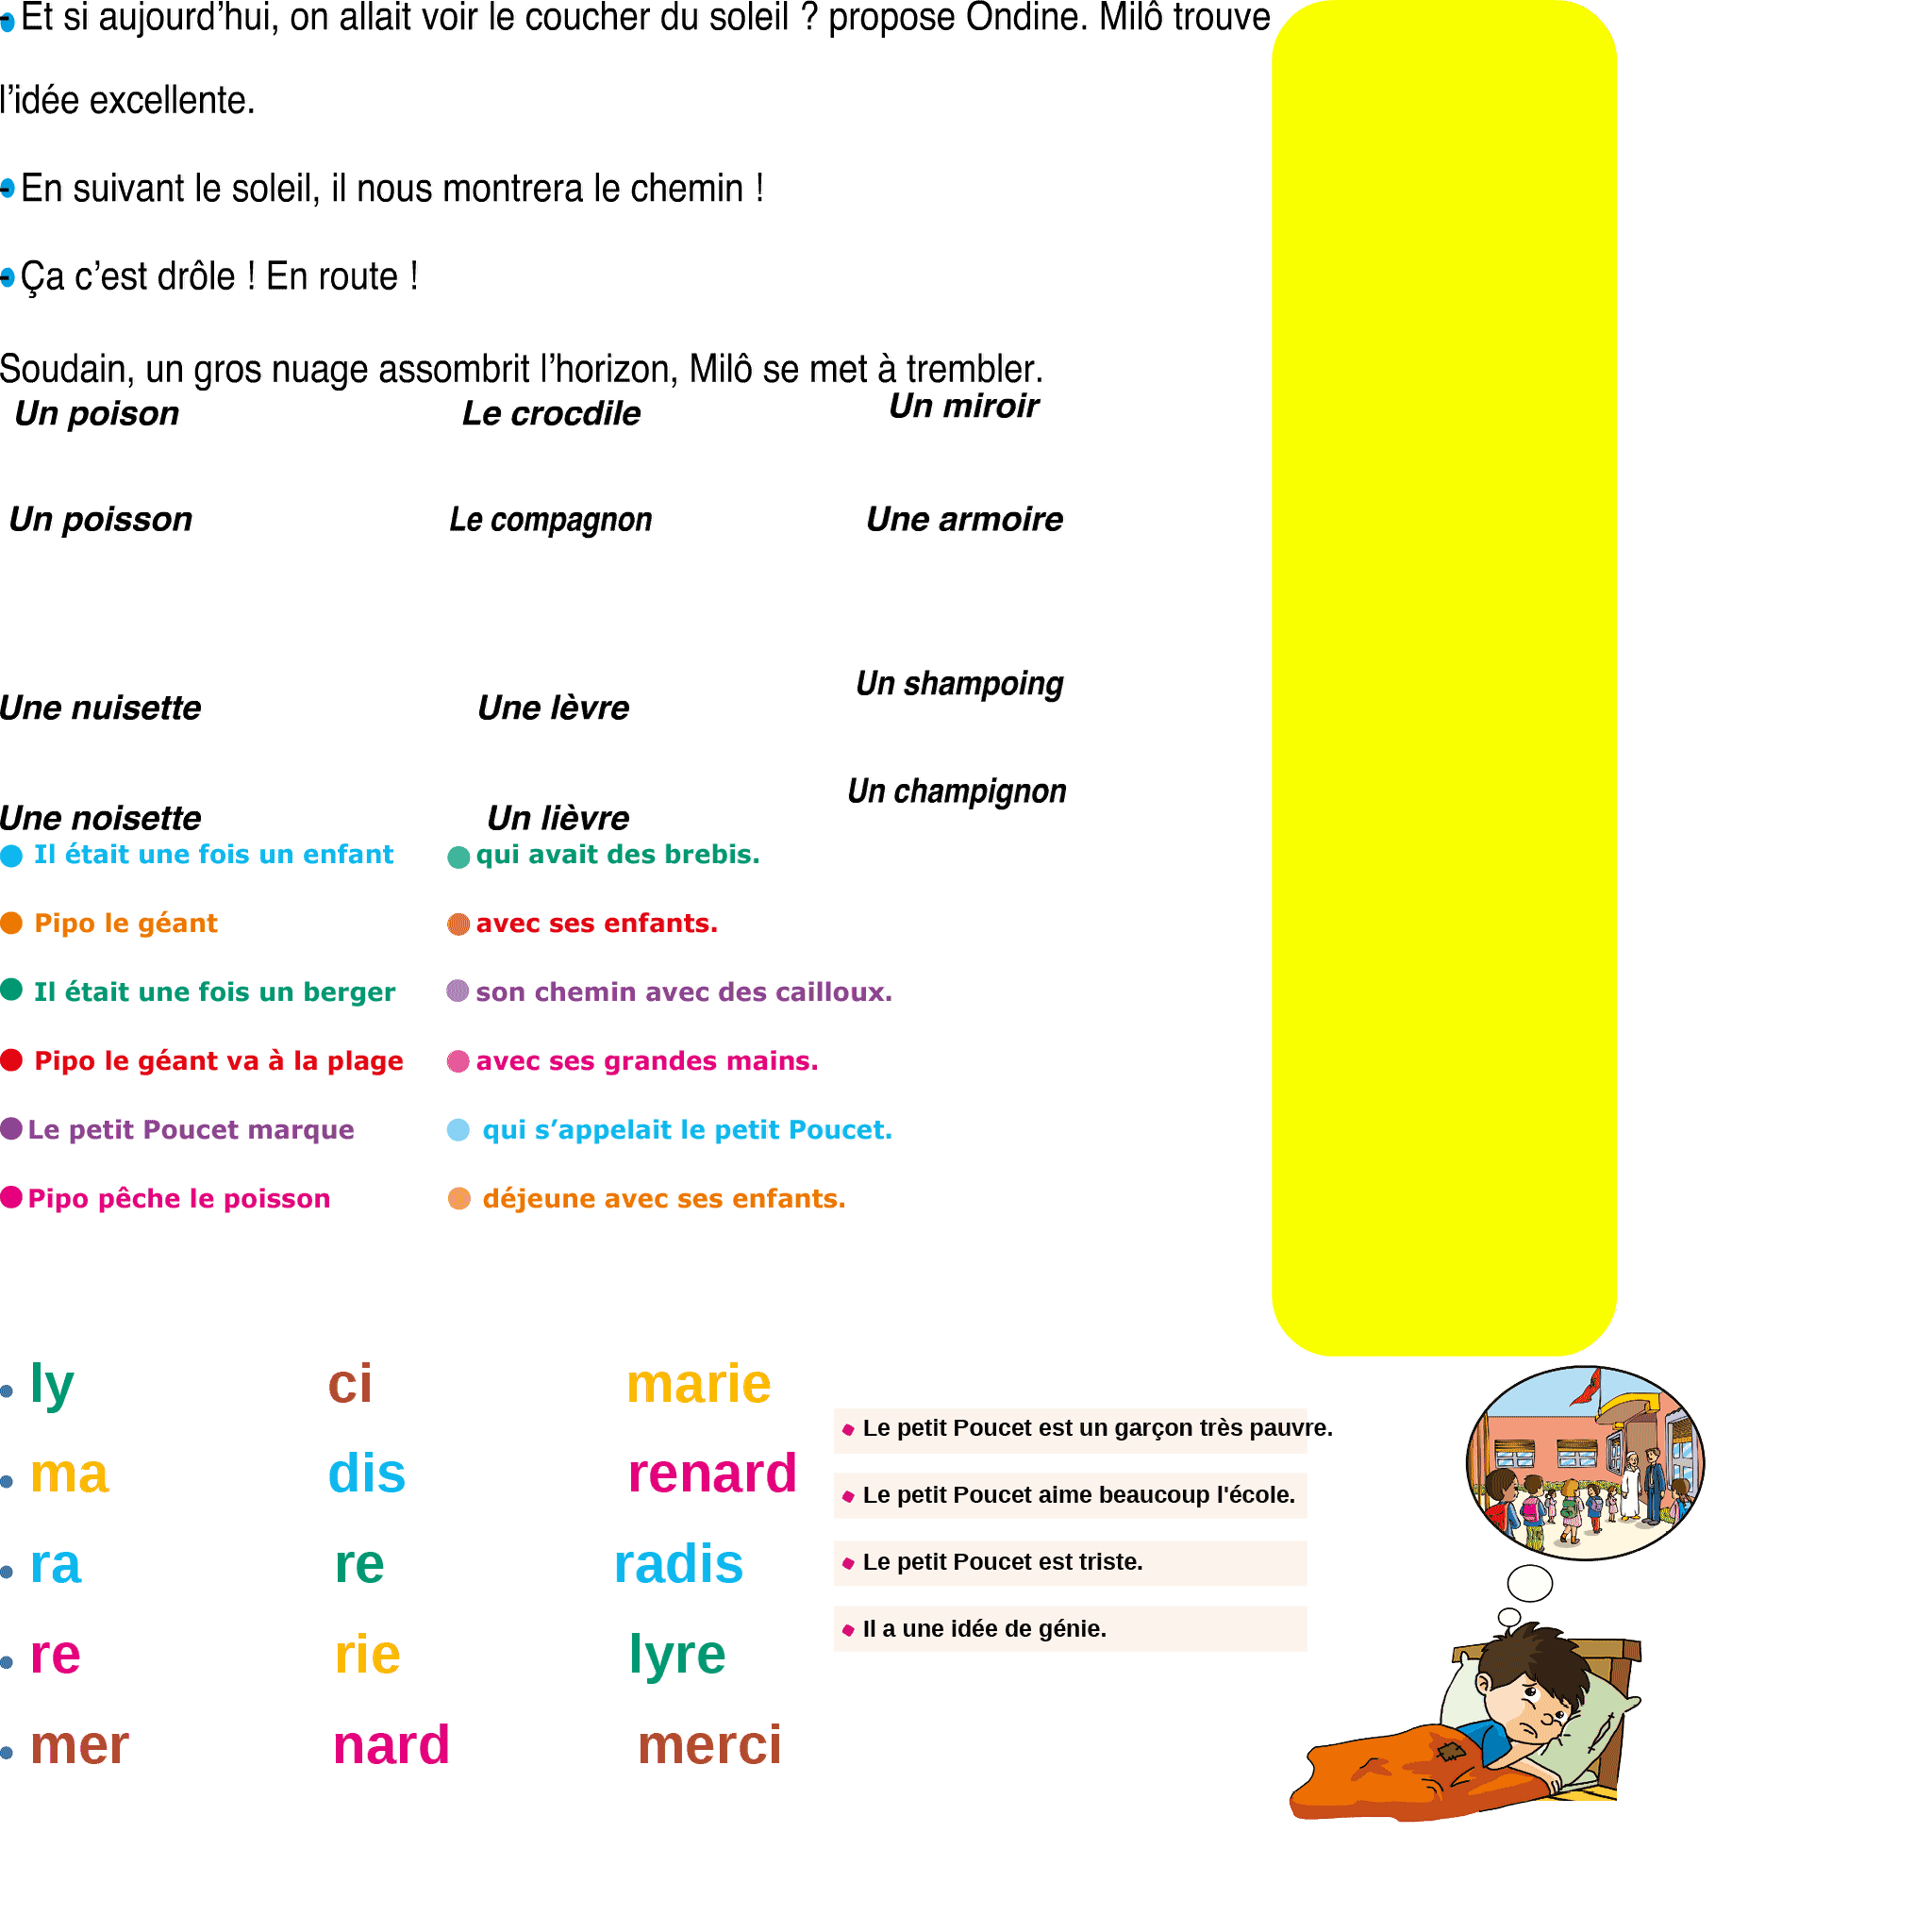 - Et si aujourd’hui, on allait voir le coucher du soleil ? propose Ondine. Milô trouve
l’idée excellente.
- En suivant le soleil, il nous montrera le chemin !
- Ça c’est drôle ! En route !
Soudain, un gros nuage assombrit l’horizon, Milô se met à trembler.
Un poison Le crocdile Un miroir
Un poisson Le compagnon Une armoire
Une nuisette Une lèvre Un shampoing
Une noisette Un lièvre Un champignon
Il était une fois un enfant qui avait des brebis.
Pipo le géant avec ses enfants.
Il était une fois un berger son chemin avec des cailloux.
Pipo le géant va à la plage avec ses grandes mains.
Le petit Poucet marque qui s’appelait le petit Poucet.
Pipo pêche le poisson déjeune avec ses enfants.
ly ci marie
ma dis renard
ra re radis
re rie lyre
mer nard merci
Le petit Poucet est un garçon très pauvre.
Le petit Poucet aime beaucoup l'école.
Le petit Poucet est triste.
Il a une idée de génie.